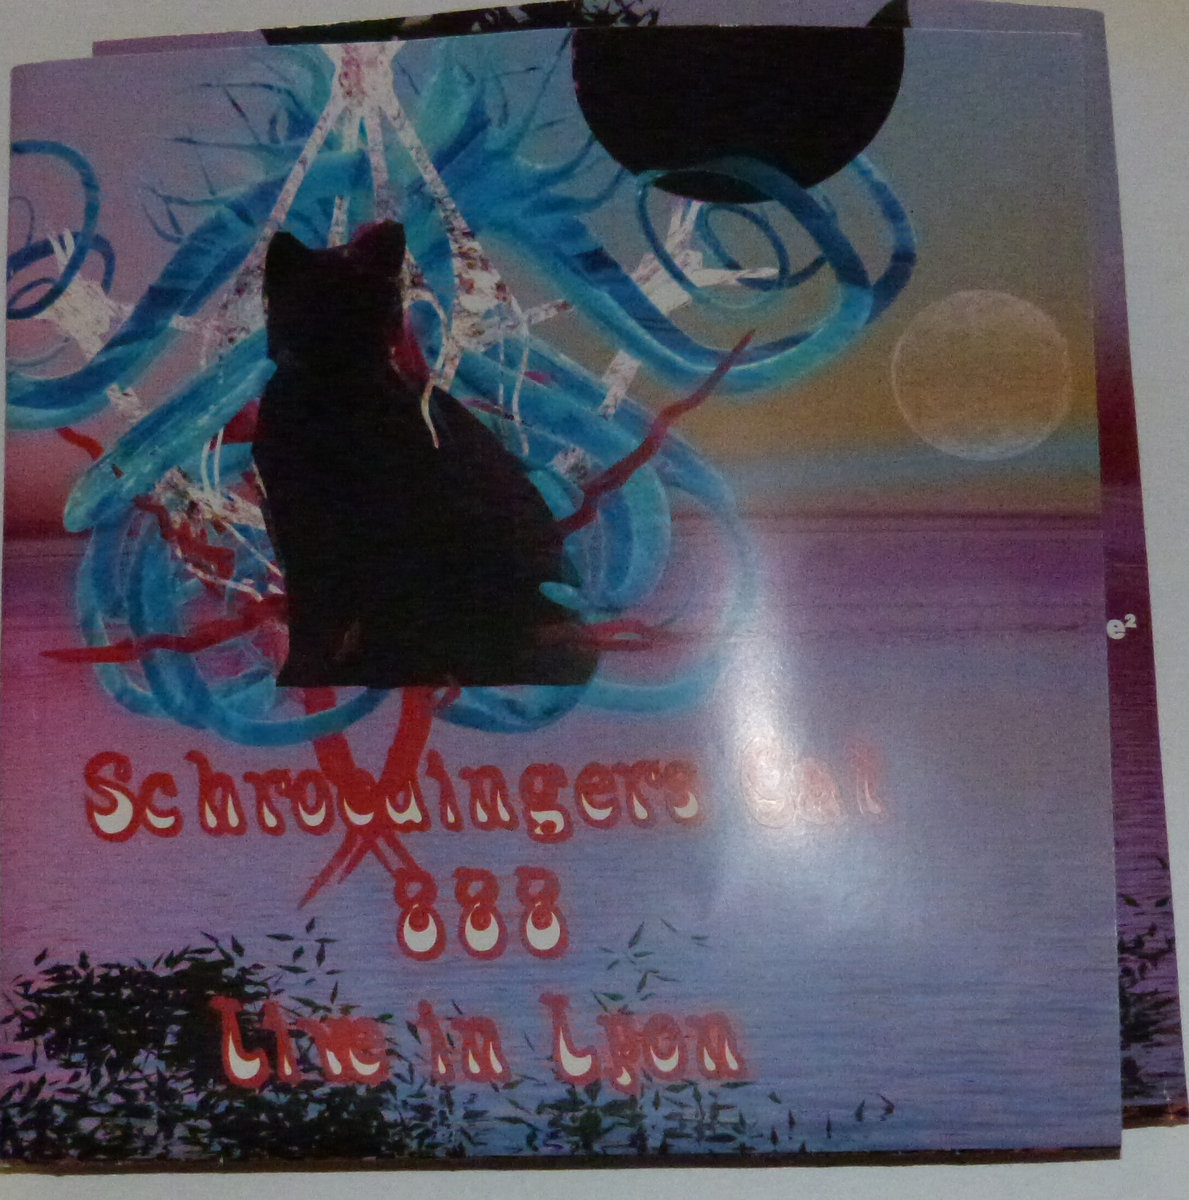 e²
Schroedingers Cat
888
Live in Lyon